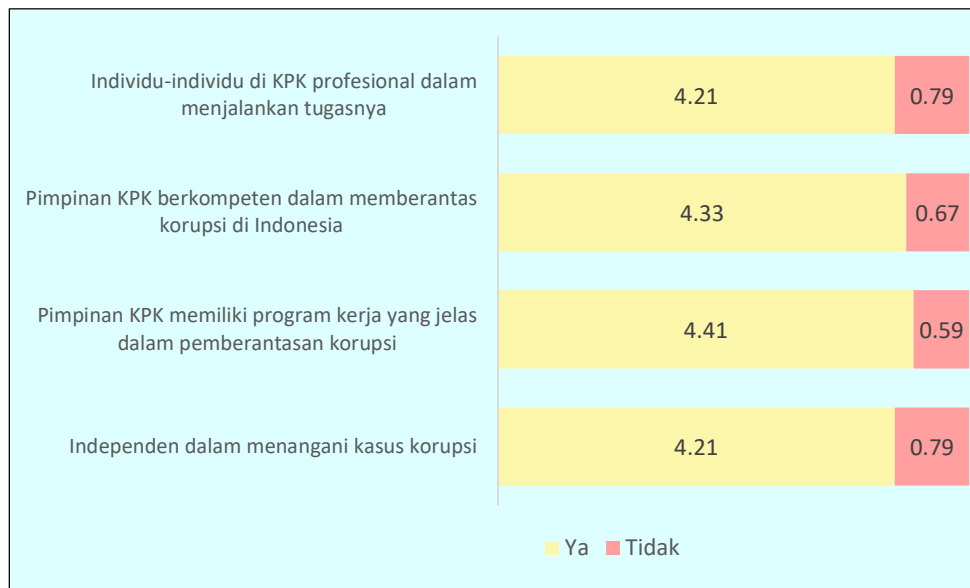 Individu-individu di KPK profesional dalam
menjalankan tugasnya
4.21
0.79
Pimpinan KPK berkompeten dalam memberantas
korupsi di Indonesia
4.33
0.67
Pimpinan KPK memiliki program kerja yang jelas
dalam pemberantasan korupsi
4.41
0.59
Independen dalam menangani kasus korupsi
4.21
0.79
Ya
Tidak